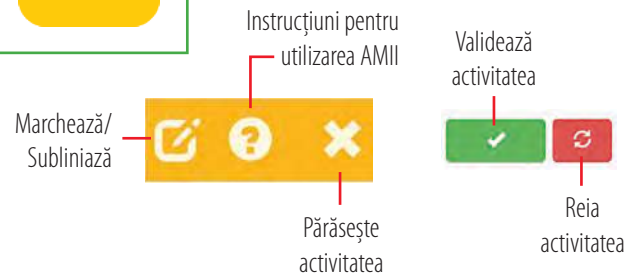 Instrucțiuni pentru
utilizarea AMII
Validează
activitatea
Marchează/
Subliniază
Părăsește
activitatea
Reia
activitatea